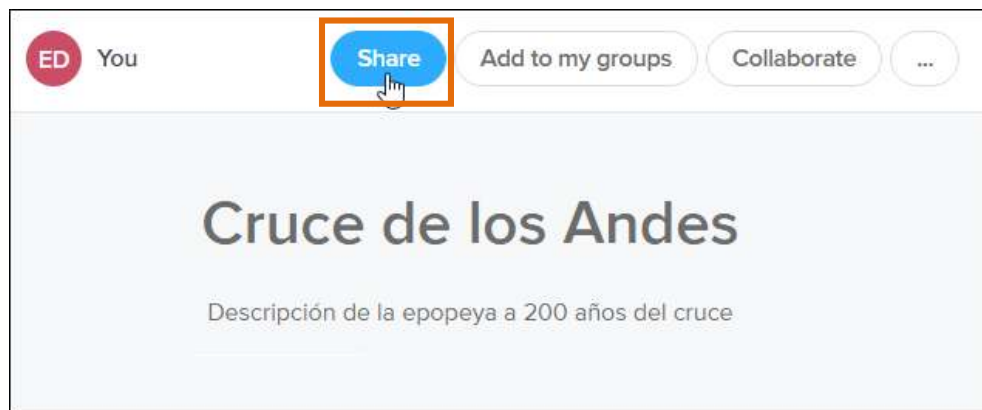 ED You Share Add to my groups Collaborate ...
Cruce de los Andes
Descripción de la epopeya a 200 años del cruce